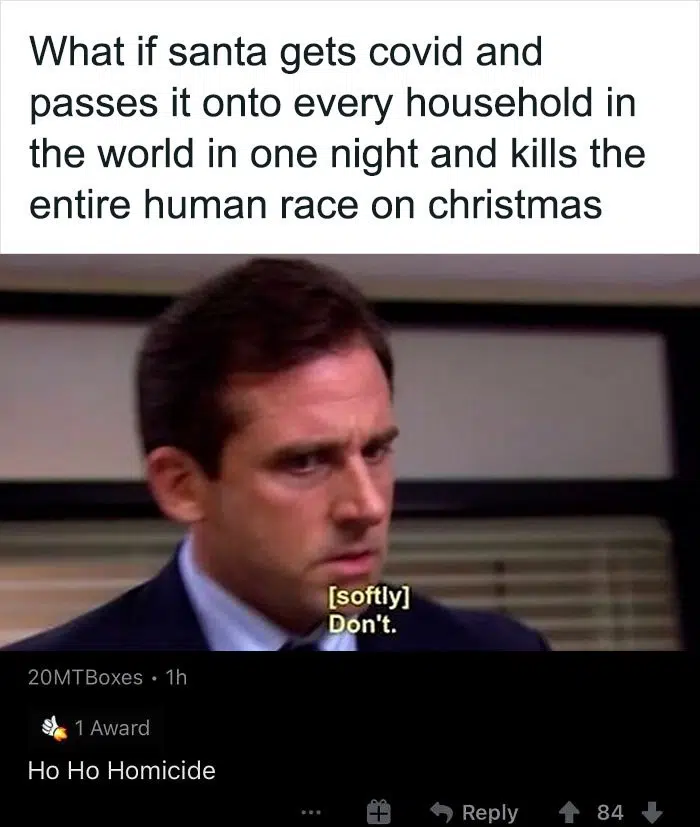 What if santa gets covid and
passes it onto every household in
the world in one night and kills the
entire human race on christmas
[softly]
Don't.
20MTBoxes • 1h
1 Award
Ho Ho Homicide
... Reply 84